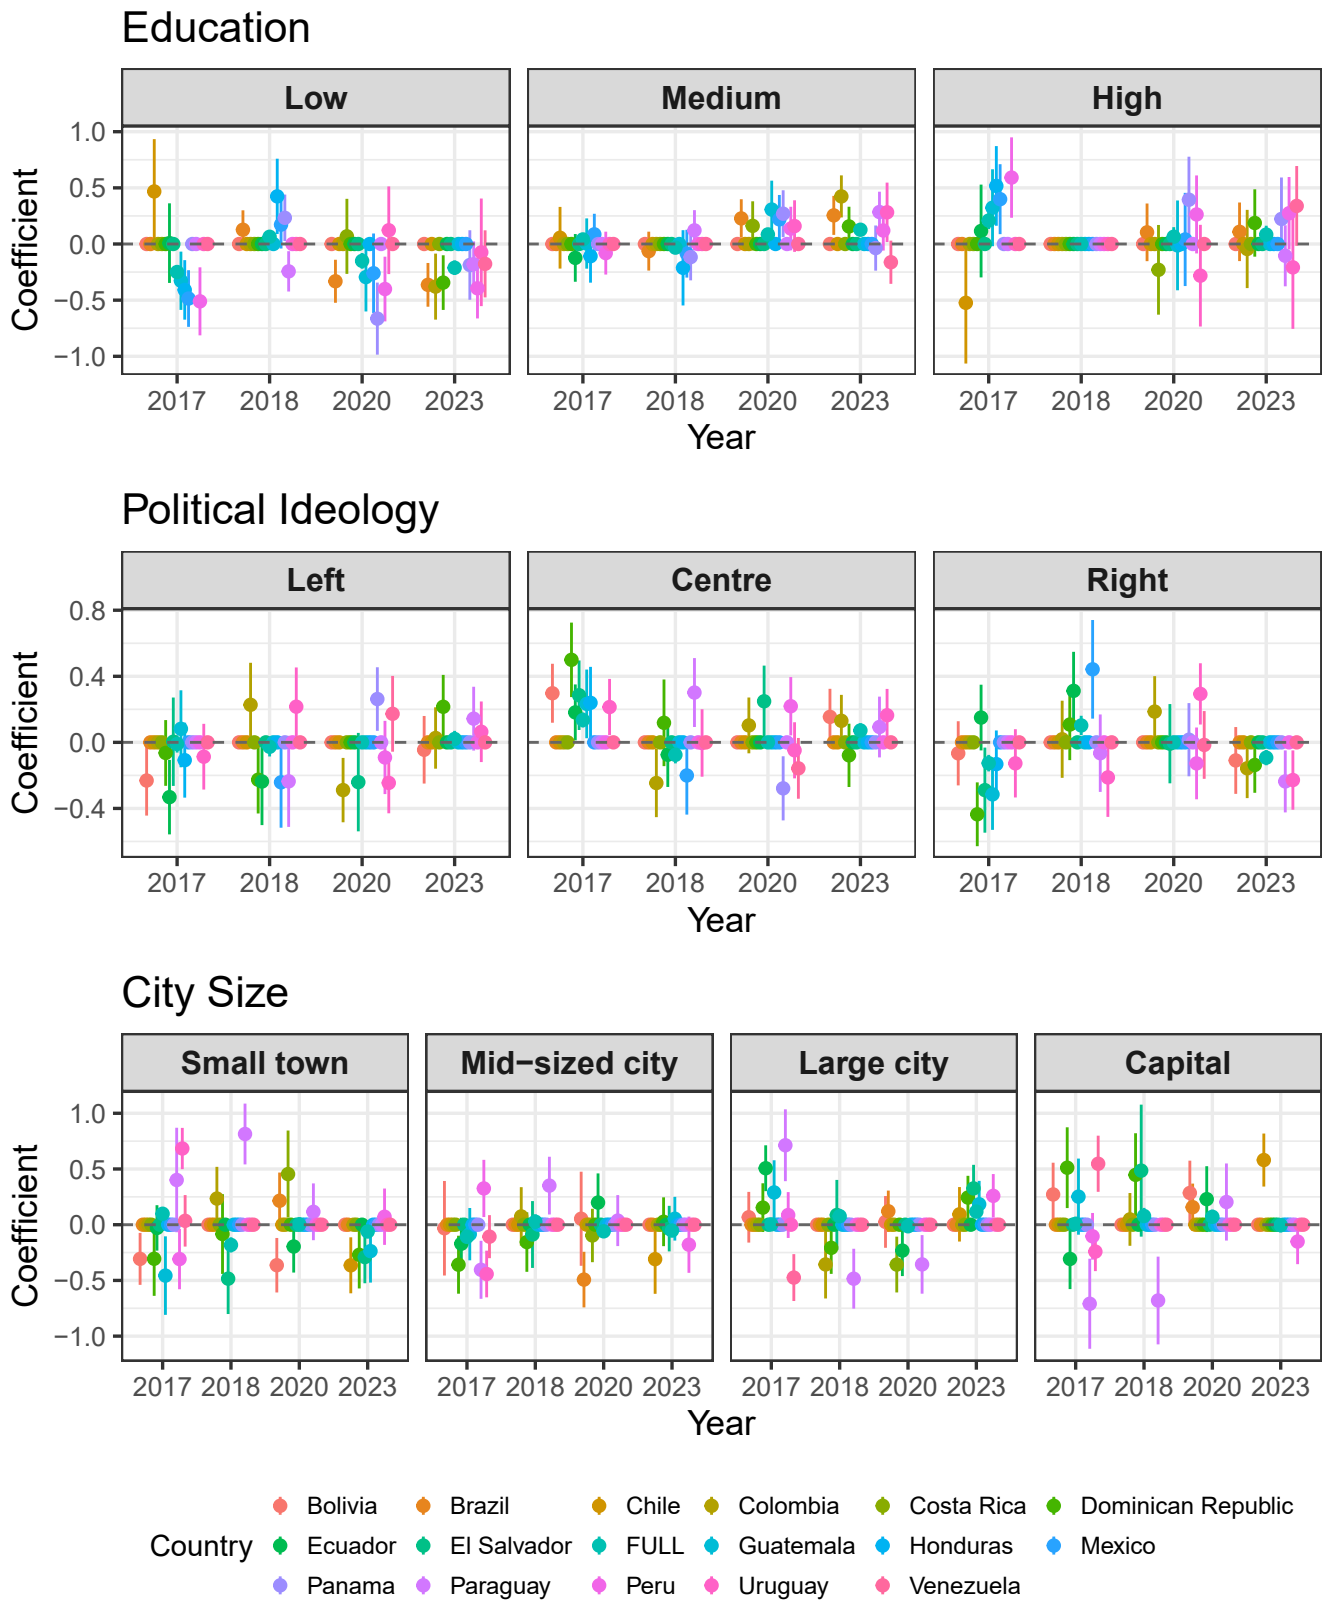 Education
Low Medium High
1.0
0.5
0.0
−0.5
−1.0
Coefficient
2017 2018 2020 2023 2017 2018 2020 2023 2017 2018 2020 2023
Year
Political Ideology
Left Centre Right
0.8
0.4
0.0
−0.4
Coefficient
2017 2018 2020 2023 2017 2018 2020 2023 2017 2018 2020 2023
Year
City Size
Small town Mid−sized city Large city Capital
1.0
0.5
0.0
−0.5
−1.0
Coefficient
2017 2018 2020 2023 2017 2018 2020 2023 2017 2018 2020 2023 2017 2018 2020 2023
Year
Bolivia Brazil Chile Colombia Costa Rica Dominican Republic
Country Ecuador El Salvador FULL Guatemala Honduras Mexico
Panama Paraguay Peru Uruguay Venezuela